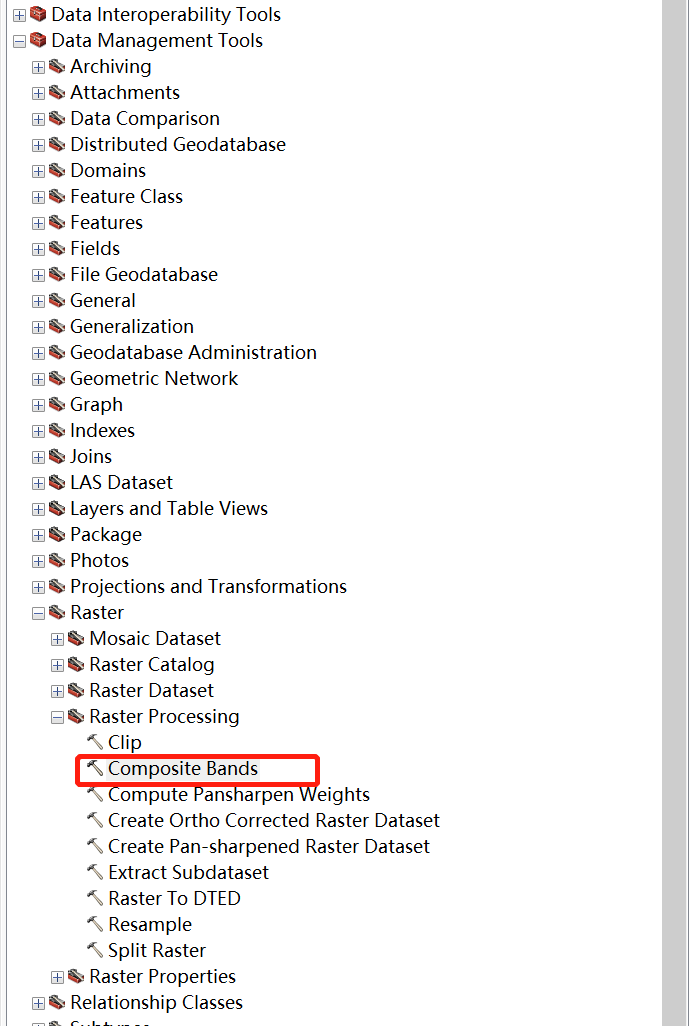 Data Interoperability Tools
Data Management Tools
Archiving
Attachments
Data Comparison
Distributed Geodatabase
Domains
Feature Class
Features
Fields
File Geodatabase
General
Generalization
Geodatabase Administration
Geometric Network
Graph
Indexes
Joins
LAS Dataset
Layers and Table Views
Package
Photos
Projections and Transformations
Raster
Mosaic Dataset
Raster Catalog
Raster Dataset
Raster Processing
Clip
Composite Bands
Compute Pansharpen Weights
Create Ortho Corrected Raster Dataset
Create Pan-sharpened Raster Dataset
Extract Subdataset
Raster To DTED
Resample
Split Raster
Raster Properties
Relationship Classes
Subtypes